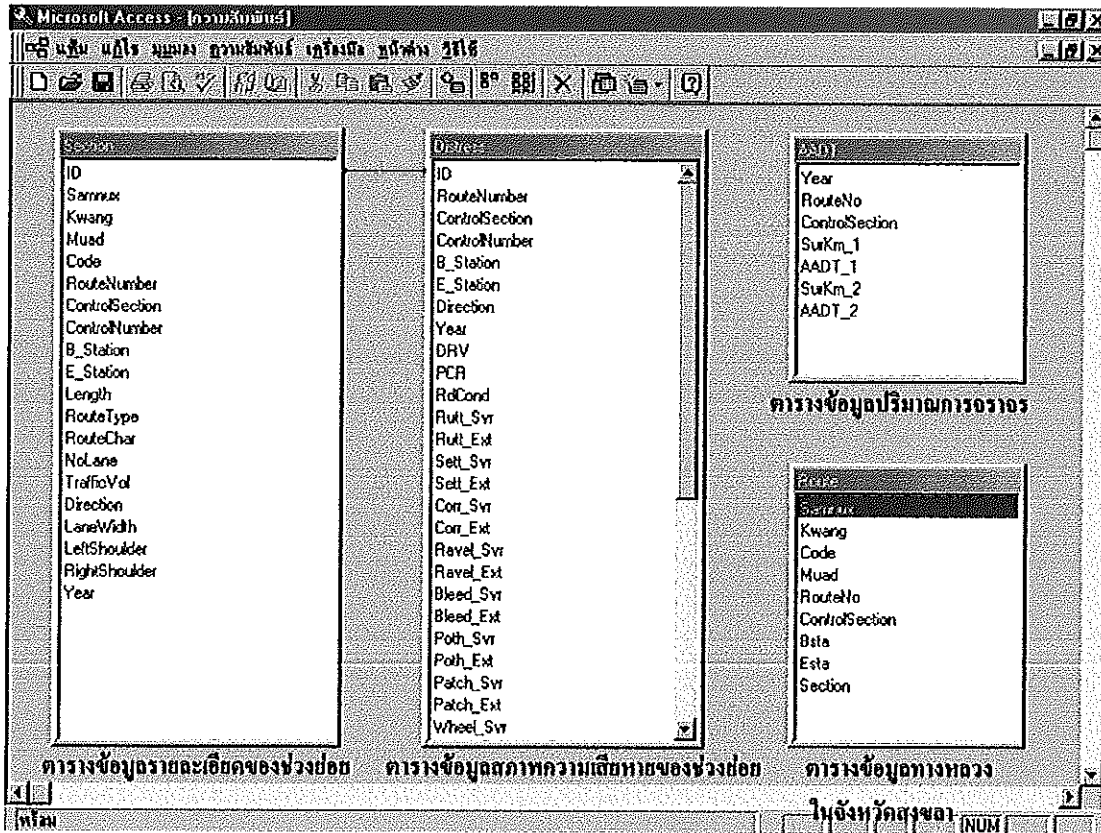 Microsoft Access - [ความสัมพันธ์]
แฟ้ม แก้ไข มุมมอง ความสัมพันธ์ เครื่องมือ หน้าต่าง วิธีใช้
Section
ID
Samnux
Kwang
Muad
Code
RouteNumber
ControlSection
ControlNumber
B_Station
E_Station
Length
RouteType
RouteChar
NoLane
TrafficVol
Direction
LaneWidth
LeftShoulder
RightShoulder
Year
ตารางข้อมูลรายละเอียดของช่วงย่อย
Distress
ID
RouteNumber
ControlSection
ControlNumber
B_Station
E_Station
Direction
Year
DRV
PCR
RdCond
Rutt_Svr
Rutt_Ext
Sett_Svr
Sett_Ext
Corr_Svr
Corr_Ext
Ravel_Svr
Ravel_Ext
Bleed_Svr
Bleed_Ext
Poth_Svr
Poth_Ext
Patch_Svr
Patch_Ext
Wheel_Svr
ตารางข้อมูลสภาพความเสียหายของช่วงย่อย
AADT
Year
RouteNo
ControlSection
SurKm_1
AADT_1
SurKm_2
AADT_2
ตารางข้อมูลปริมาณการจราจร
Route
Samnux
Kwang
Code
Muad
RouteNo
ControlSection
Bsta
Esta
Section
ตารางข้อมูลทางหลวง
ในจังหวัดสงขลา
พร้อม
NUM